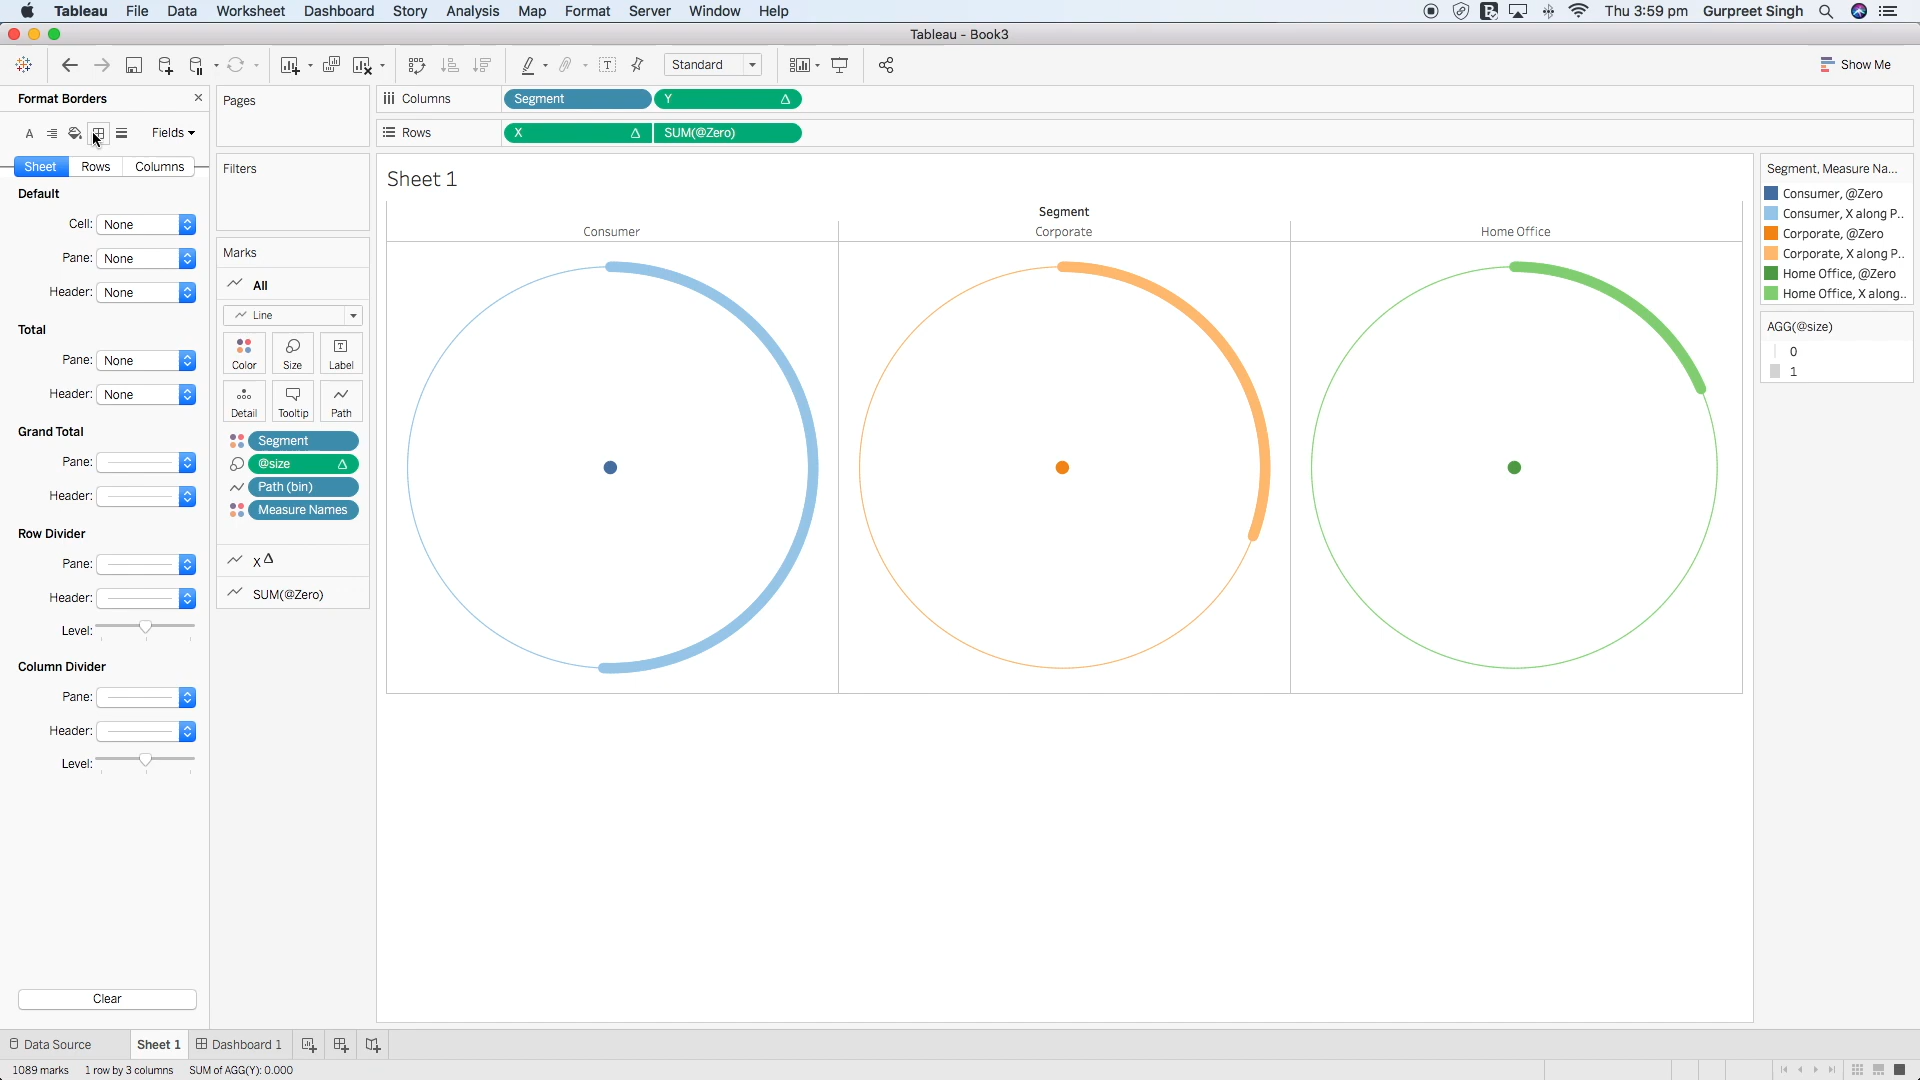 Tableau File Data Worksheet Dashboard Story Analysis Map Format Server Window Help Thu 3:59 pm Gurpreet Singh
Tableau - Book3
Standard Show Me
Format Borders
Fields
Sheet Rows Columns
Default
Cell: None
Pane: None
Header: None
Total
Pane: None
Header: None
Grand Total
Pane:
Header:
Row Divider
Pane:
Header:
Level:
Column Divider
Pane:
Header:
Level:
Clear
Pages
Filters
Marks
All
Line
Color Size Label
Detail Tooltip Path
Segment
@size
Path (bin)
Measure Names
X
SUM(@Zero)
Columns Segment Y
Rows X SUM(@Zero)
Sheet 1
Segment
Consumer Corporate Home Office
Segment, Measure Na...
Consumer, @Zero
Consumer, X along P..
Corporate, @Zero
Corporate, X along P..
Home Office, @Zero
Home Office, X along..
AGG(@size)
0
1
Data Source Sheet 1 Dashboard 1
1089 marks 1 row by 3 columns SUM of AGG(Y): 0.000